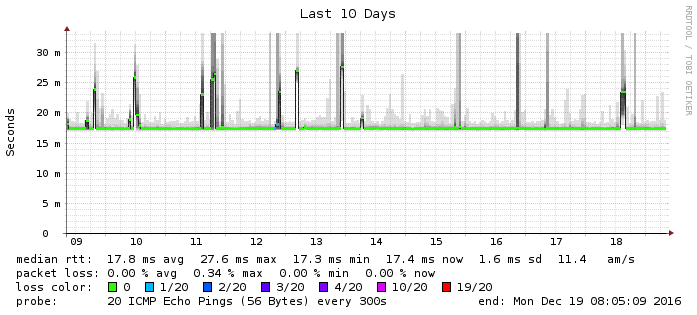 Last 10 Days
RRDTOOL / TOBI OETIKER
Seconds
30 m
25 m
20 m
15 m
10 m
5 m
0
09 10 11 12 13 14 15 16 17 18
median rtt: 17.8 ms avg 27.6 ms max 17.3 ms min 17.4 ms now 1.6 ms sd 11.4 am/s
packet loss: 0.00 % avg 0.34 % max 0.00 % min 0.00 % now
loss color: 0 1/20 2/20 3/20 4/20 10/20 19/20
probe: 20 ICMP Echo Pings (56 Bytes) every 300s end: Mon Dec 19 08:05:09 2016